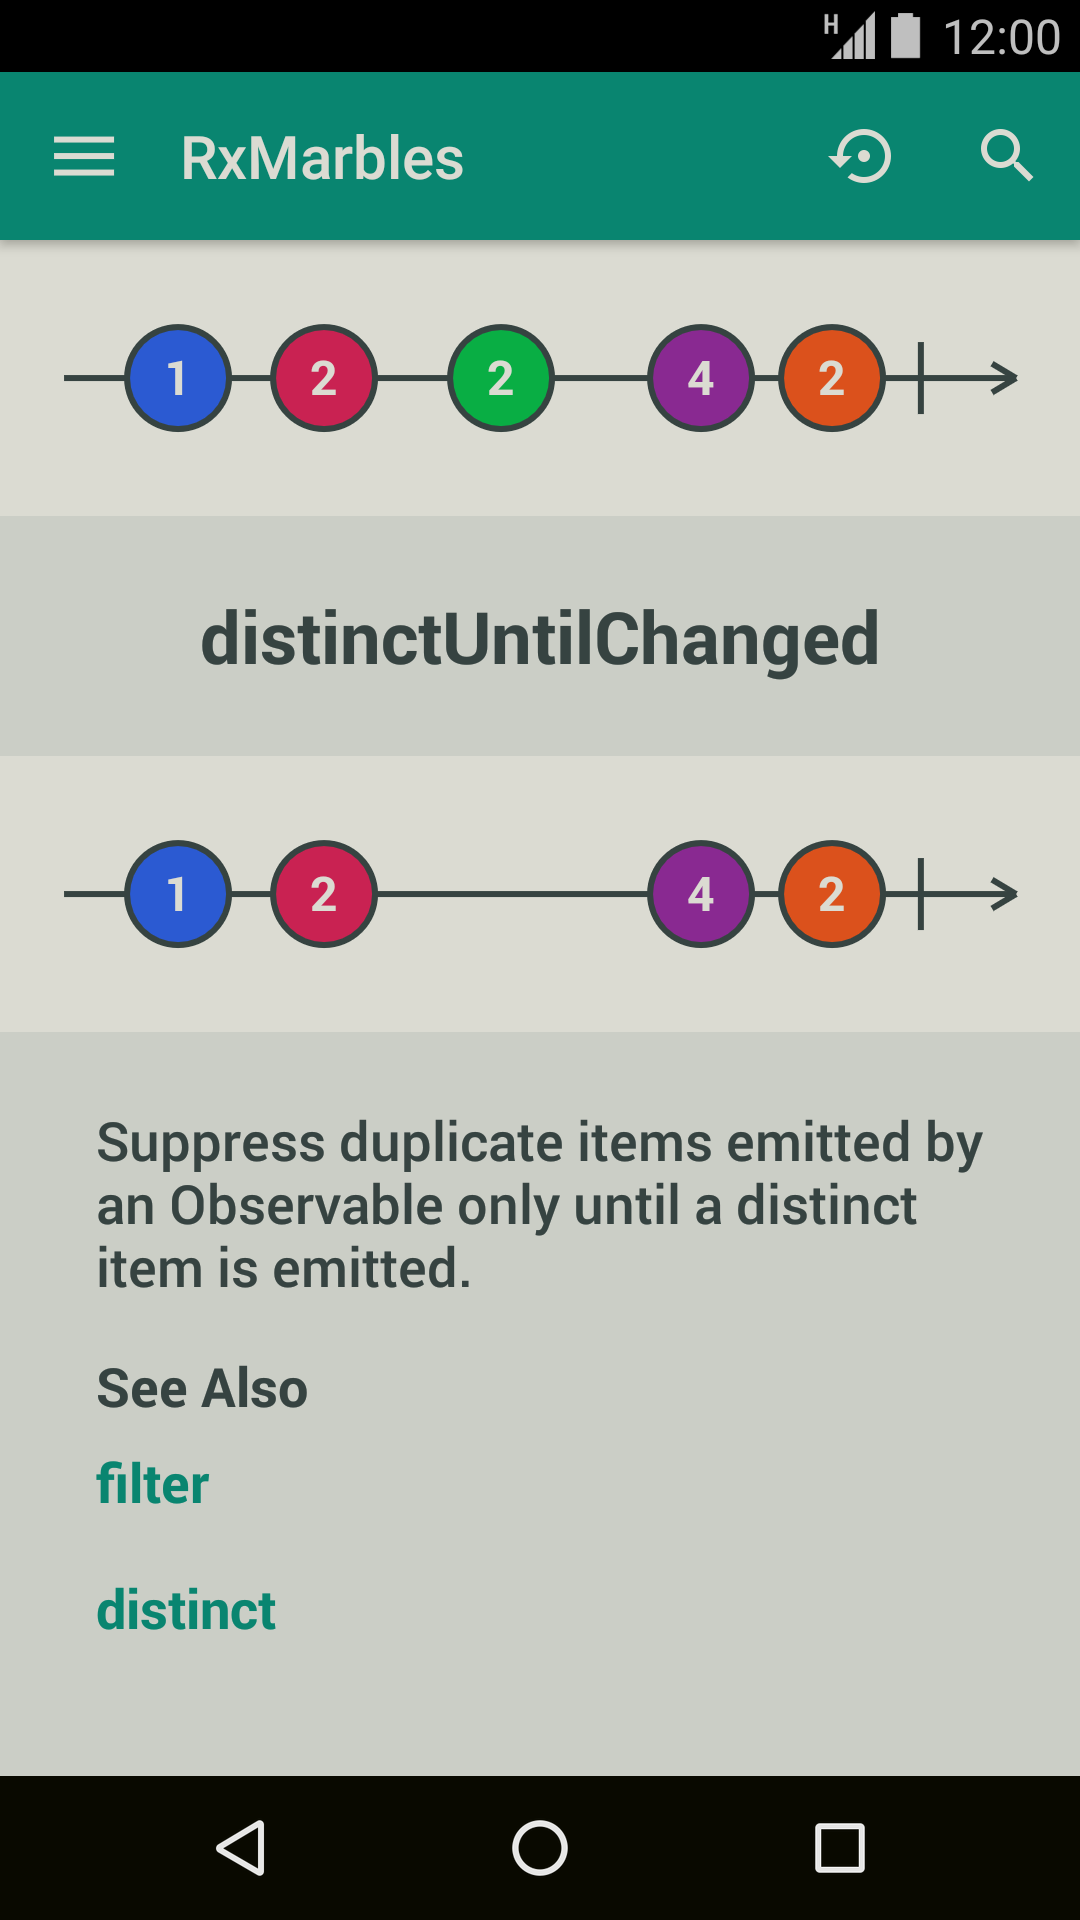 H 12:00
RxMarbles
1 2 2 4 2
distinctUntilChanged
1 2 4 2
Suppress duplicate items emitted by
an Observable only until a distinct
item is emitted.
See Also
filter
distinct